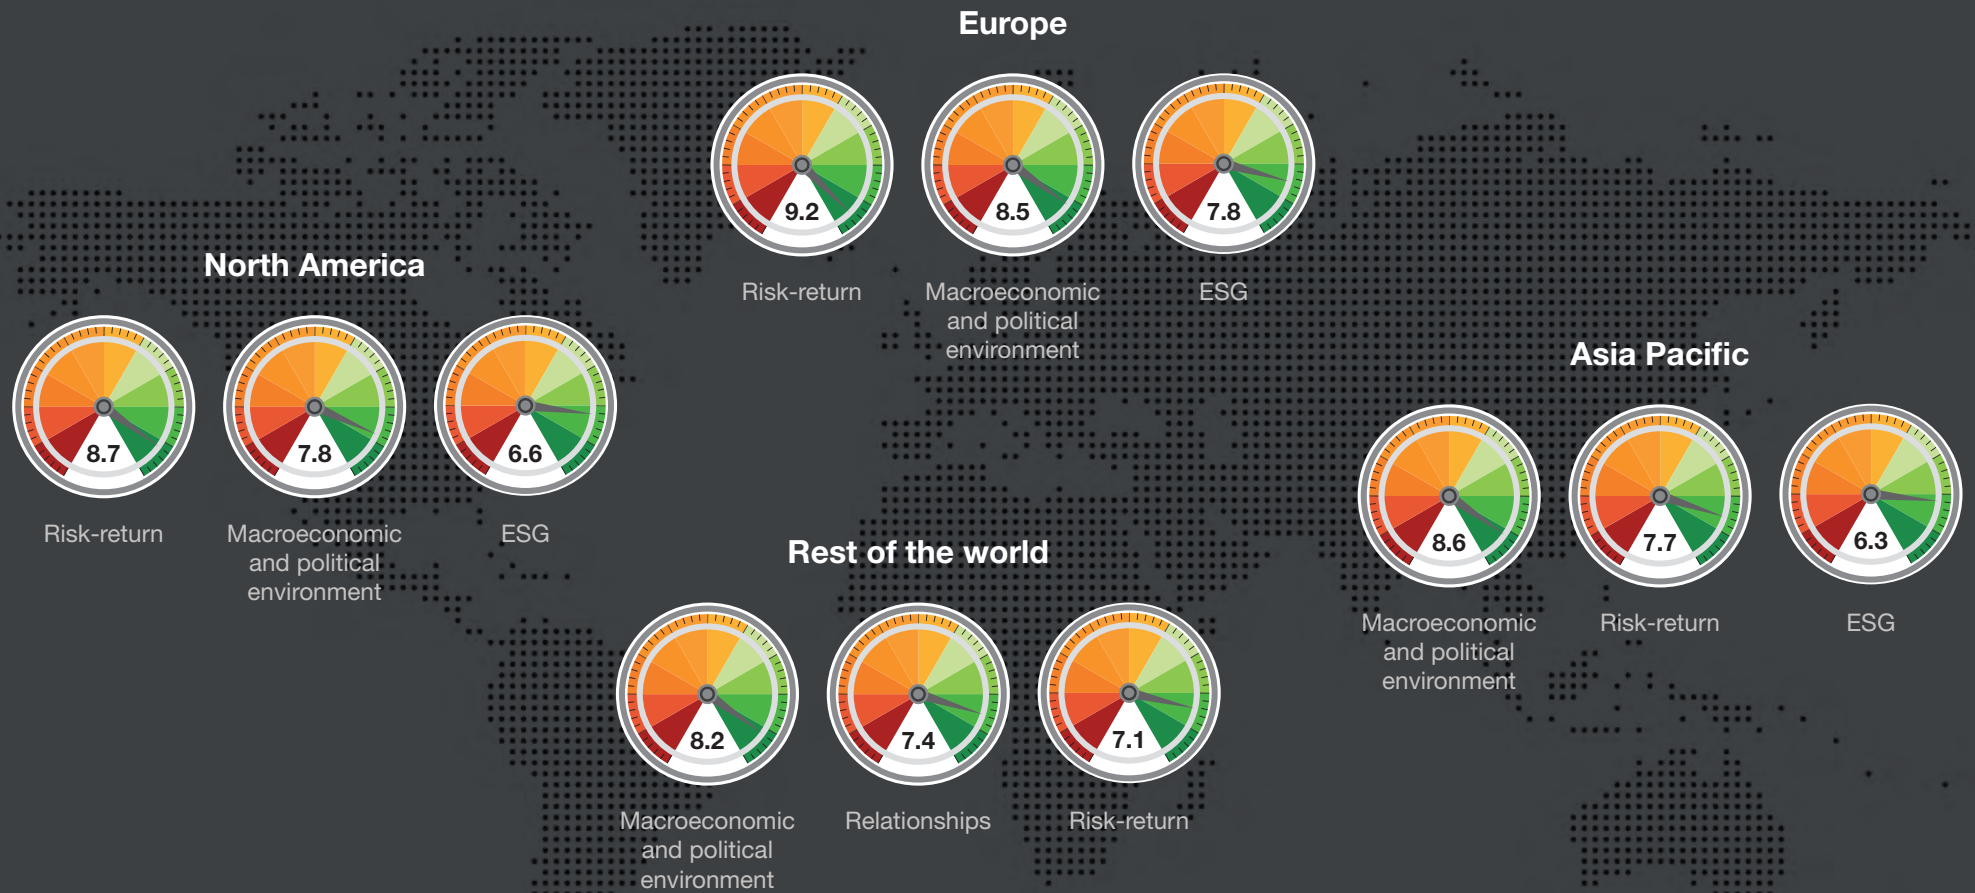 Europe
9.2
8.5
7.8
Risk-return
Macroeconomic
and political
environment
ESG
North America
8.7
7.8
6.6
Risk-return
Macroeconomic
and political
environment
ESG
Asia Pacific
8.6
7.7
6.3
Macroeconomic
and political
environment
Risk-return
ESG
Rest of the world
8.2
7.4
7.1
Macroeconomic
and political
environment
Relationships
Risk-return